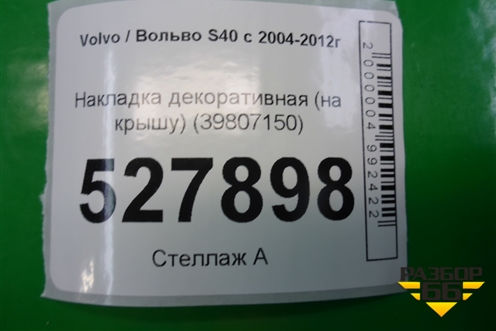 Volvo / Вольво S40 с 2004-2012г
Накладка декоративная (на
крышу) (39807150)
527898
Стеллаж А
2000004992422
РАЗБОР
66